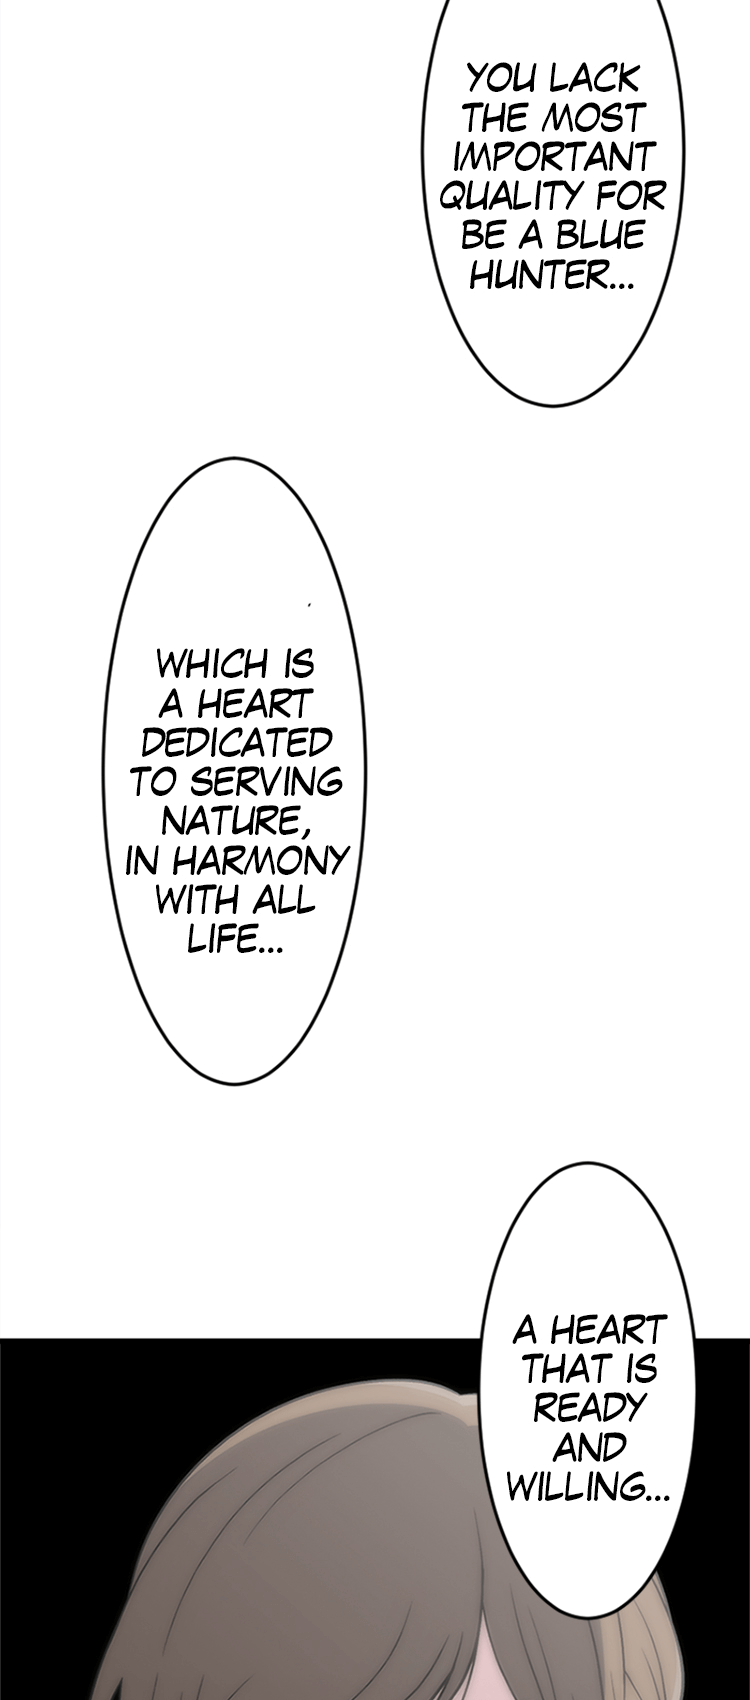 YOU LACK
THE MOST
IMPORTANT
QUALITY FOR
BE A BLUE
HUNTER...
WHICH IS
A HEART
DEDICATED
TO SERVING
NATURE,
IN HARMONY
WITH ALL
LIFE...
A HEART
THAT IS
READY
AND
WILLING...